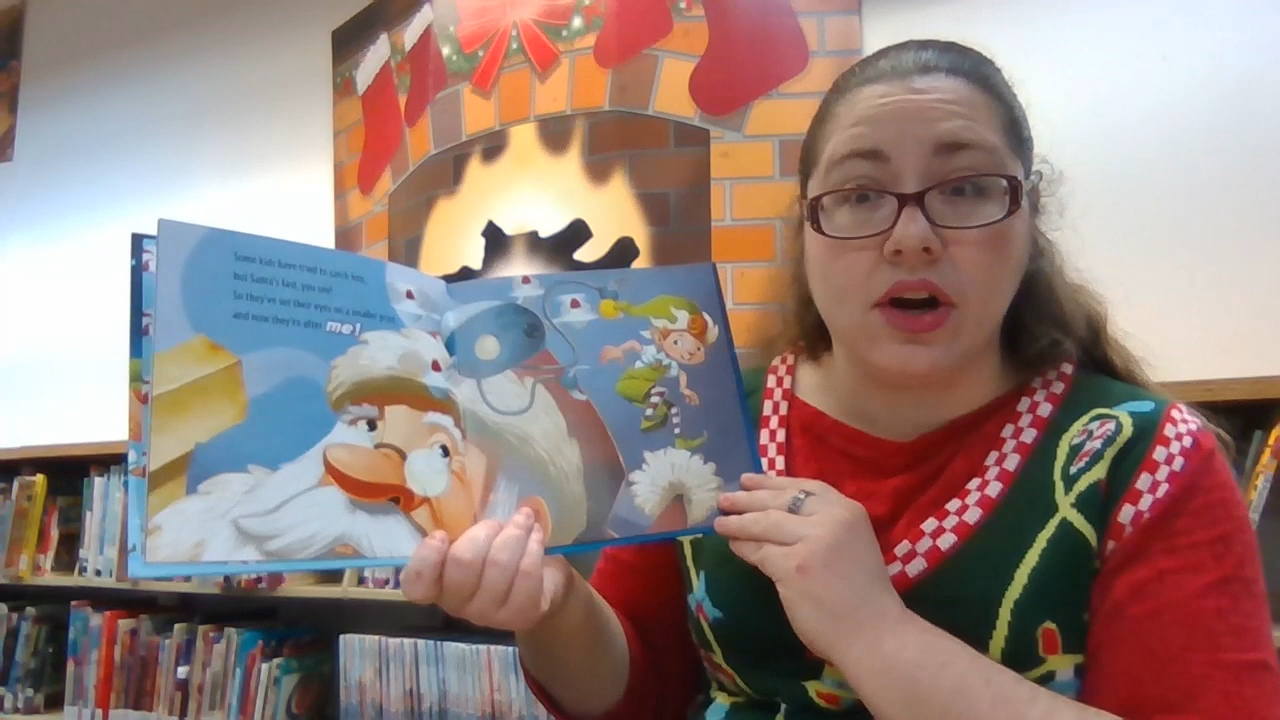 Some kids have tried to catch him,
but Santa's fast, you see!
So they've set their eyes on a smaller prize,
and now they're after me!